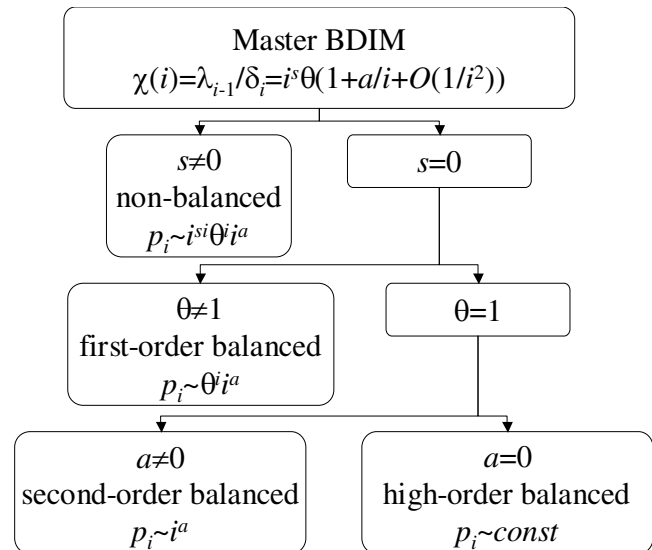 Master BDIM
χ(i)=λᵢ₋₁/δᵢ=iˢθ(1+a/i+O(1/i²))
s≠0
non-balanced
pᵢ~iˢⁱθⁱiᵃ
s=0
θ≠1
first-order balanced
pᵢ~θⁱiᵃ
θ=1
a≠0
second-order balanced
pᵢ~iᵃ
a=0
high-order balanced
pᵢ~const